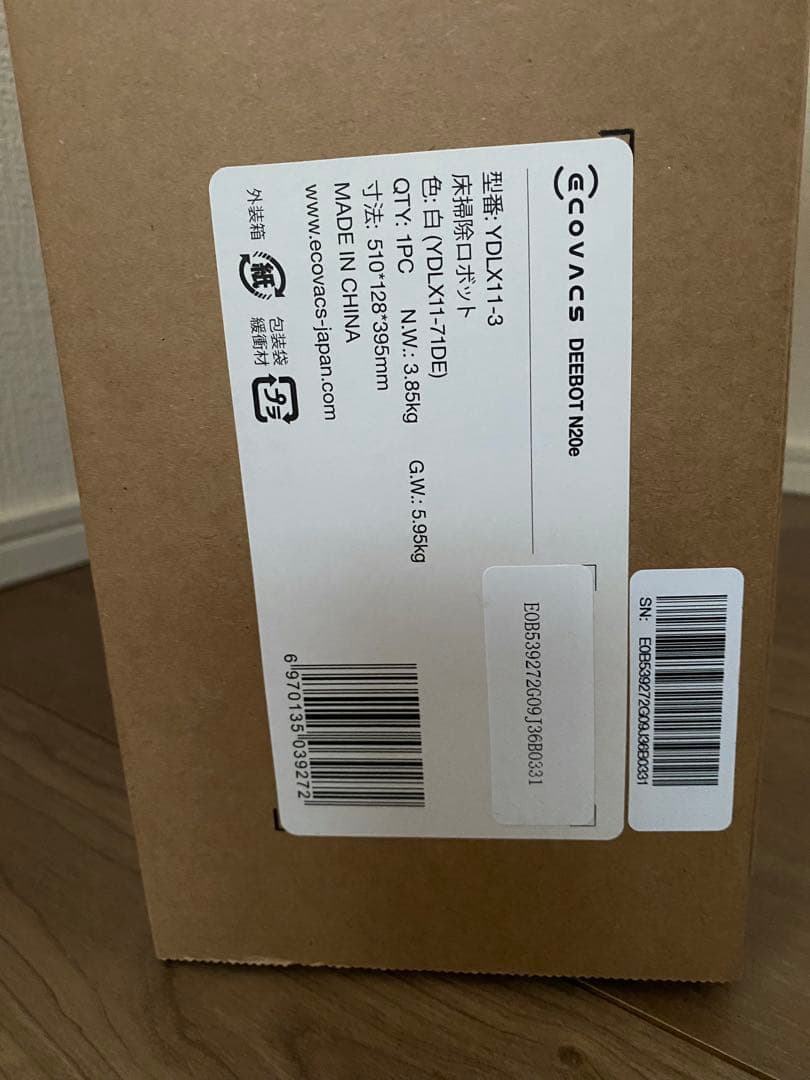 ECOVACS DEEBOT N20e
型番: YDLX11-3
床掃除ロボット
色: 白 (YDLX11-71DE)
QTY: 1PC N.W.: 3.85kg G.W.: 5.95kg
寸法: 510*128*395mm
MADE IN CHINA
www.ecovacs-japan.com
外装箱 紙 包装袋 緩衝材 プラ
6 970135 039272
E0B539272G09J36B0331
SN: E0B539272G09J36B0331